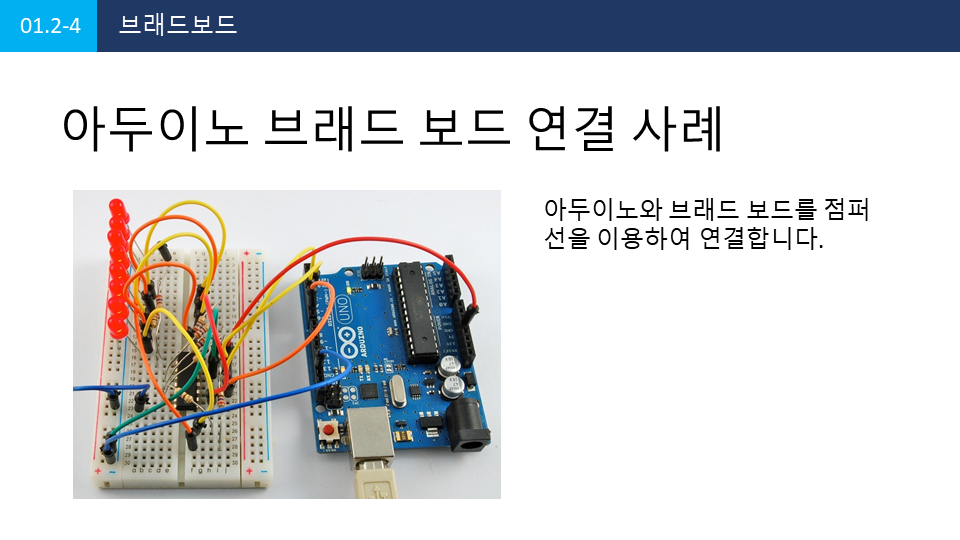 01.2-4 브래드보드
아두이노 브래드 보드 연결 사례
아두이노와 브래드 보드를 점퍼
선을 이용하여 연결합니다.
UNO
ARDUINO